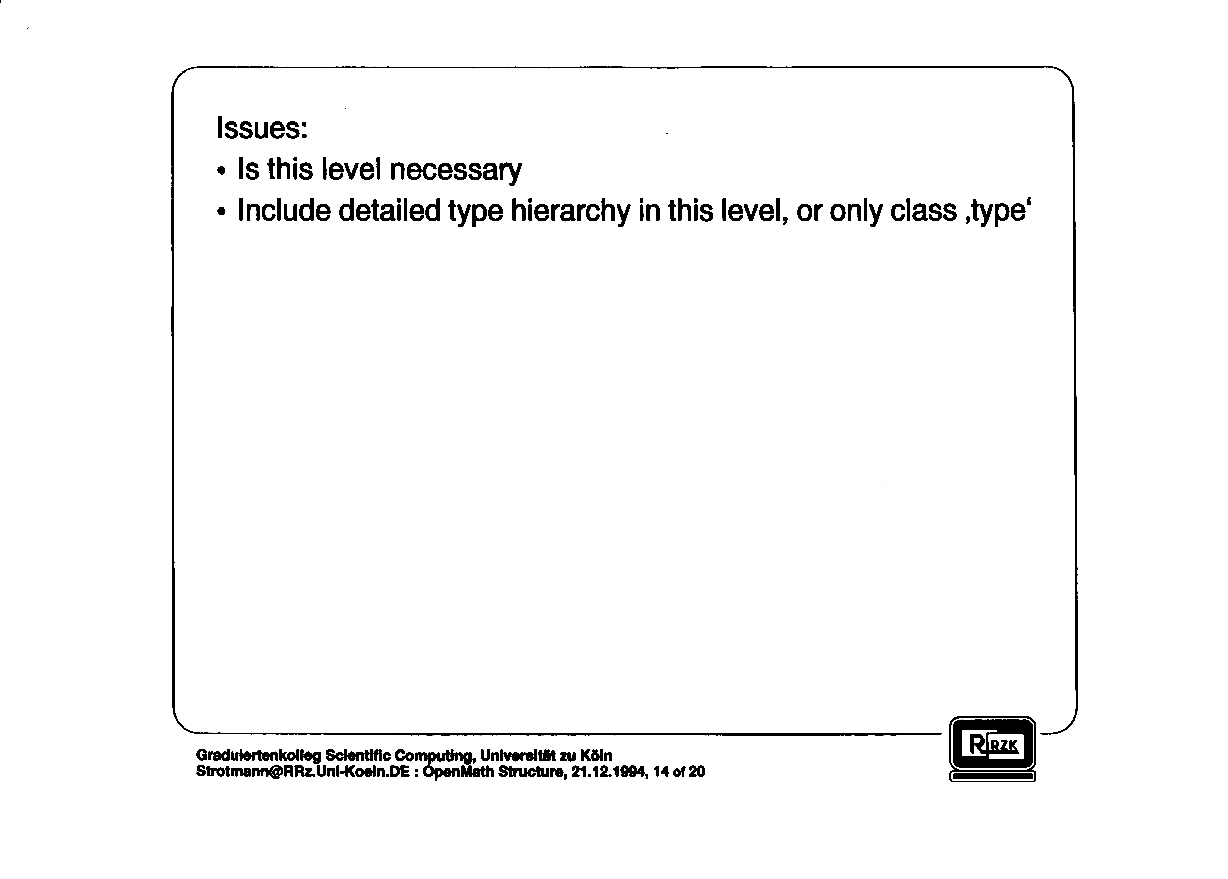 Issues:
• Is this level necessary
• Include detailed type hierarchy in this level, or only class ‚type‘
Graduiertenkolleg Scientific Computing, Universität zu Köln
Strotmann@RRz.Uni-Koeln.DE : OpenMath Structure, 21.12.1994, 14 of 20
RRZK